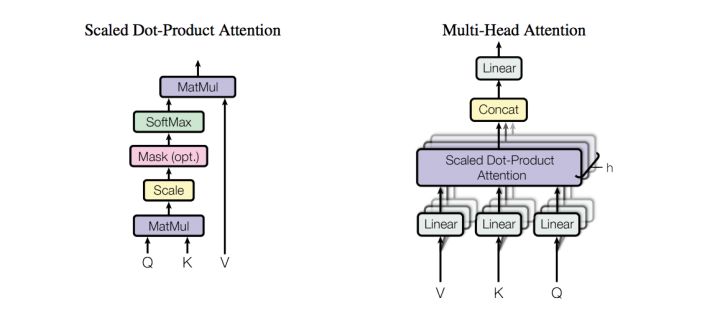 Scaled Dot-Product Attention
MatMul
SoftMax
Mask (opt.)
Scale
MatMul
Q K V
Multi-Head Attention
Linear
Concat
Scaled Dot-Product
Attention
h
Linear Linear Linear
V K Q